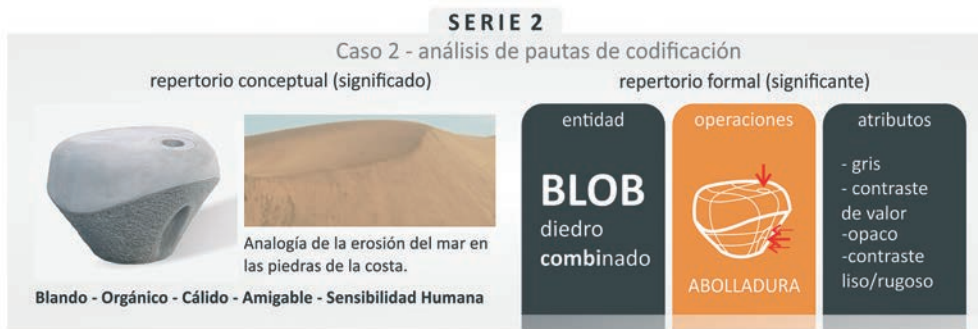 SERIE 2
Caso 2 - análisis de pautas de codificación
repertorio conceptual (significado)
repertorio formal (significante)
Analogía de la erosión del mar en
las piedras de la costa.
Blando - Orgánico - Cálido - Amigable - Sensibilidad Humana
entidad
BLOB
diedro
combinado
operaciones
ABOLLADURA
atributos
- gris
- contraste
de valor
-opaco
-contraste
liso/rugoso